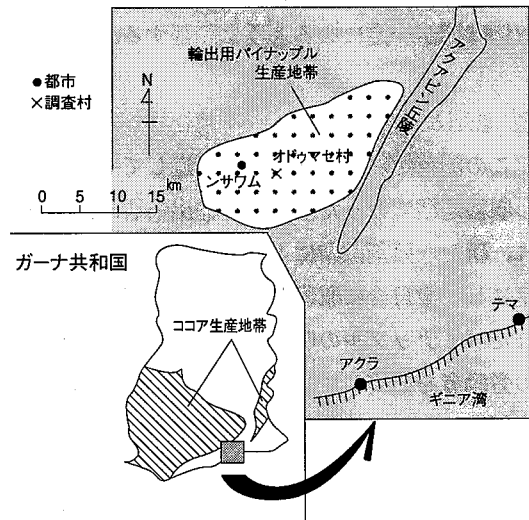 輸出用パイナップル
生産地帯
アクアピン丘陵
●都市
×調査村
N
オドゥマセ村
ンサワム
0 5 10 15 km
ガーナ共和国
ココア生産地帯
テマ
アクラ
ギニア湾